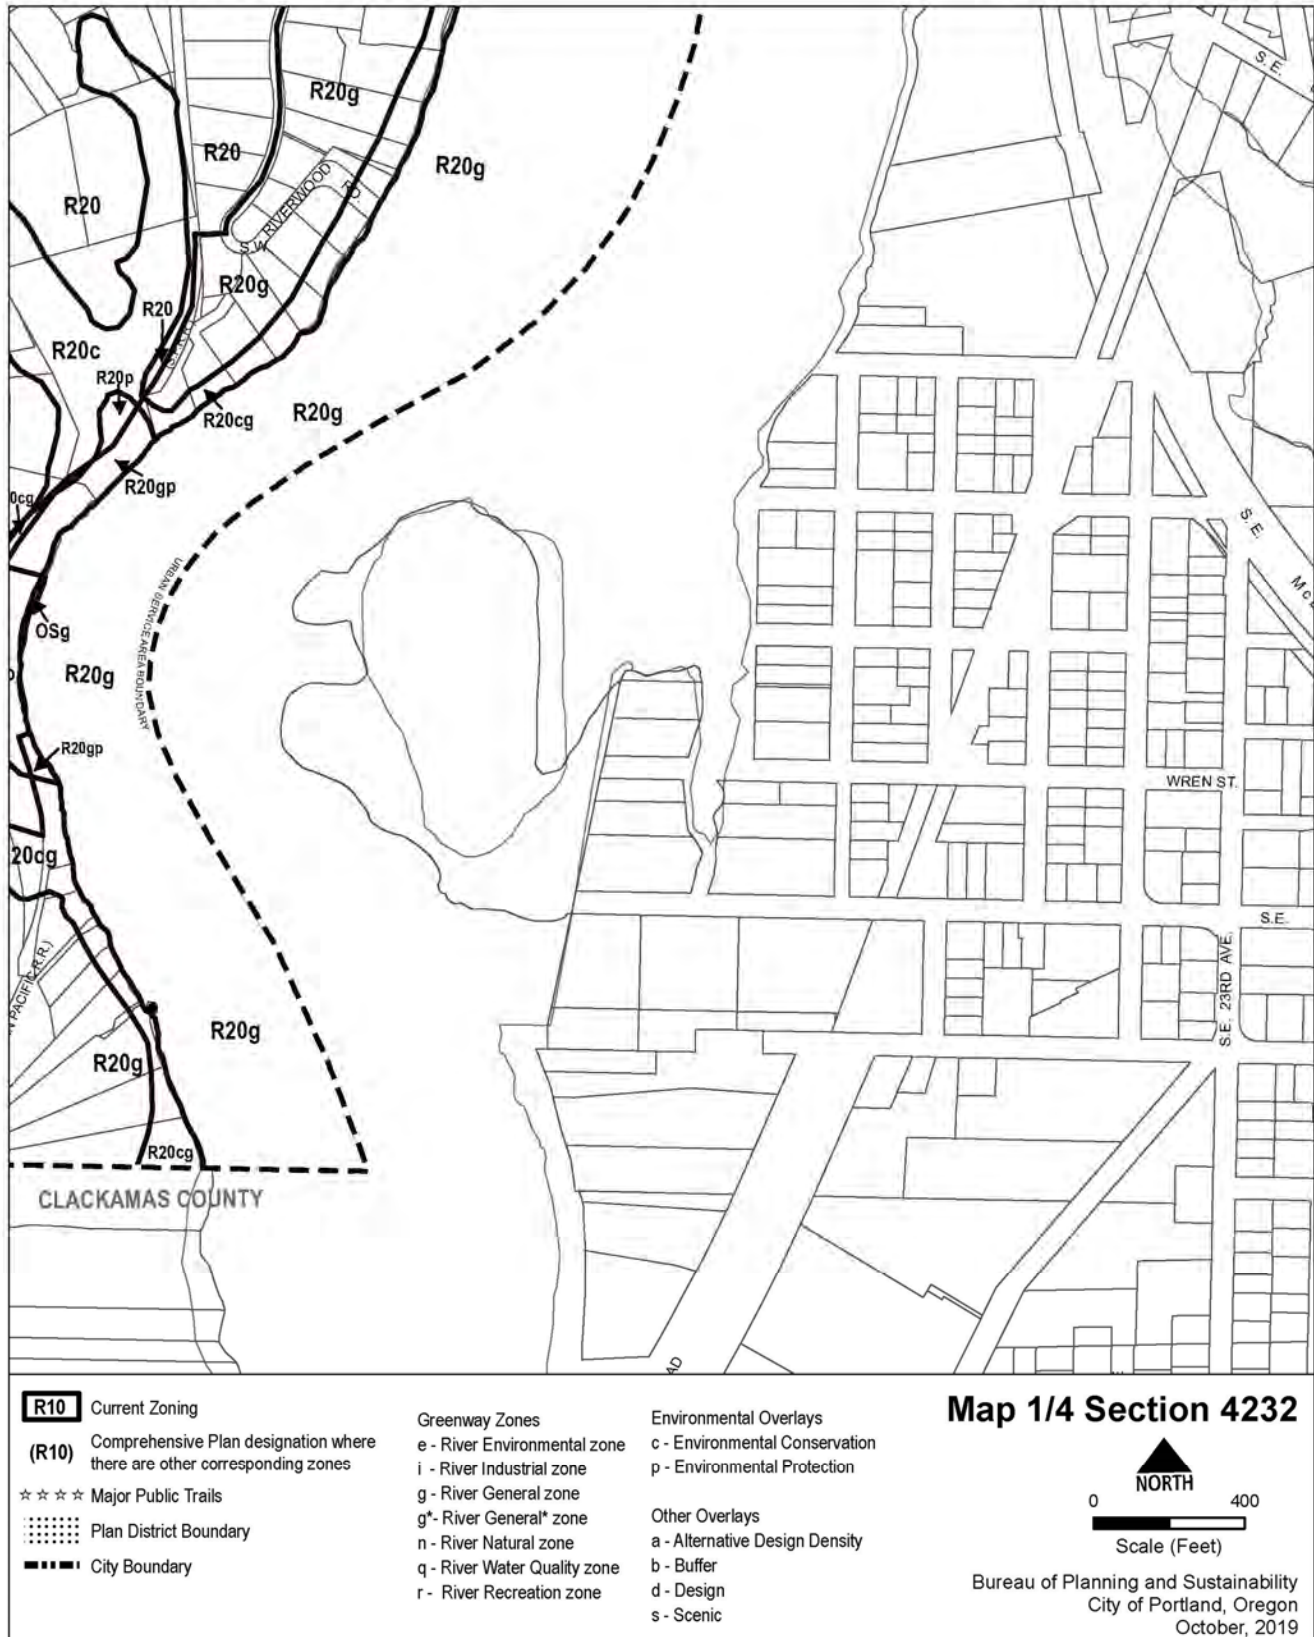 S.E.
R20g
R20
R20g
RIVERWOOD
RD.
R20
S.W.
R20g
R20
R20c
R20p
R20cg
R20g
R20gp
0cg
S.E.
URBAN SERVICE AREA BOUNDARY
OSg
R20g
R20gp
WREN ST.
20cg
S.E.
S.E. 23RD AVE.
N PACIFIC R.R.)
R20g
R20g
R20cg
CLACKAMAS COUNTY
AD
R10 Current Zoning
(R10) Comprehensive Plan designation where
there are other corresponding zones
☆☆☆☆ Major Public Trails
Plan District Boundary
City Boundary
Greenway Zones
e - River Environmental zone
i - River Industrial zone
g - River General zone
g*- River General* zone
n - River Natural zone
q - River Water Quality zone
r - River Recreation zone
Environmental Overlays
c - Environmental Conservation
p - Environmental Protection
Other Overlays
a - Alternative Design Density
b - Buffer
d - Design
s - Scenic
Map 1/4 Section 4232
NORTH
0 400
Scale (Feet)
Bureau of Planning and Sustainability
City of Portland, Oregon
October, 2019